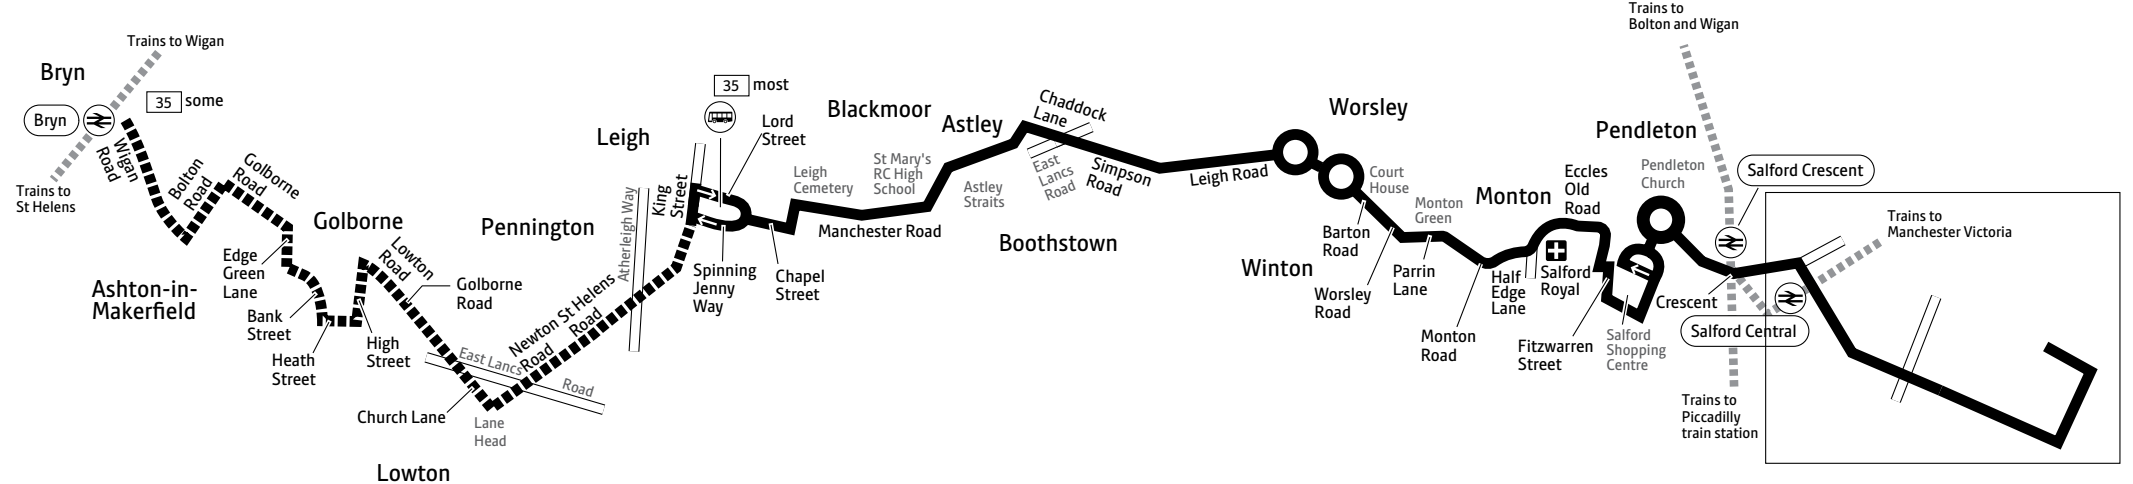 Trains to Wigan
Bryn
35 some
Bryn
Wigan
Road
Trains to
St Helens
Bolton
Road
Golborne
Road
Ashton-in-
Makerfield
Edge
Green
Lane
Golborne
Bank
Street
Heath
Street
High
Street
Lowton
Road
Golborne
Road
East Lancs
Road
Church Lane
Lane
Head
Lowton
Pennington
Newton St Helens
Road
Road
Atherleigh Way
Leigh
King
Street
35 most
Lord
Street
Spinning
Jenny
Way
Chapel
Street
Leigh
Cemetery
Blackmoor
St Mary's
RC High
School
Manchester Road
Astley
Astley
Straits
Chaddock
Lane
East
Lancs
Road
Boothstown
Simpson
Road
Leigh Road
Worsley
Court
House
Barton
Road
Winton
Worsley
Road
Monton
Green
Parrin
Lane
Monton
Road
Monton
Half
Edge
Lane
Eccles
Old
Road
Salford
Royal
Fitzwarren
Street
Salford
Shopping
Centre
Pendleton
Pendleton
Church
Trains to
Bolton and Wigan
Salford Crescent
Crescent
Salford Central
Trains to
Manchester Victoria
Trains to
Piccadilly
train station